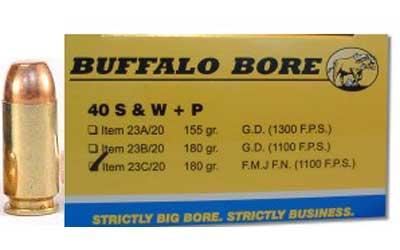 BUFFALO BORE
40 S & W + P
Item 23A/20 155 gr. G.D. (1300 F.P.S.)
Item 23B/20 180 gr. G.D. (1100 F.P.S.)
Item 23C/20 180 gr. F.M.J F.N. (1100 F.P.S.)
STRICTLY BIG BORE. STRICTLY BUSINESS.